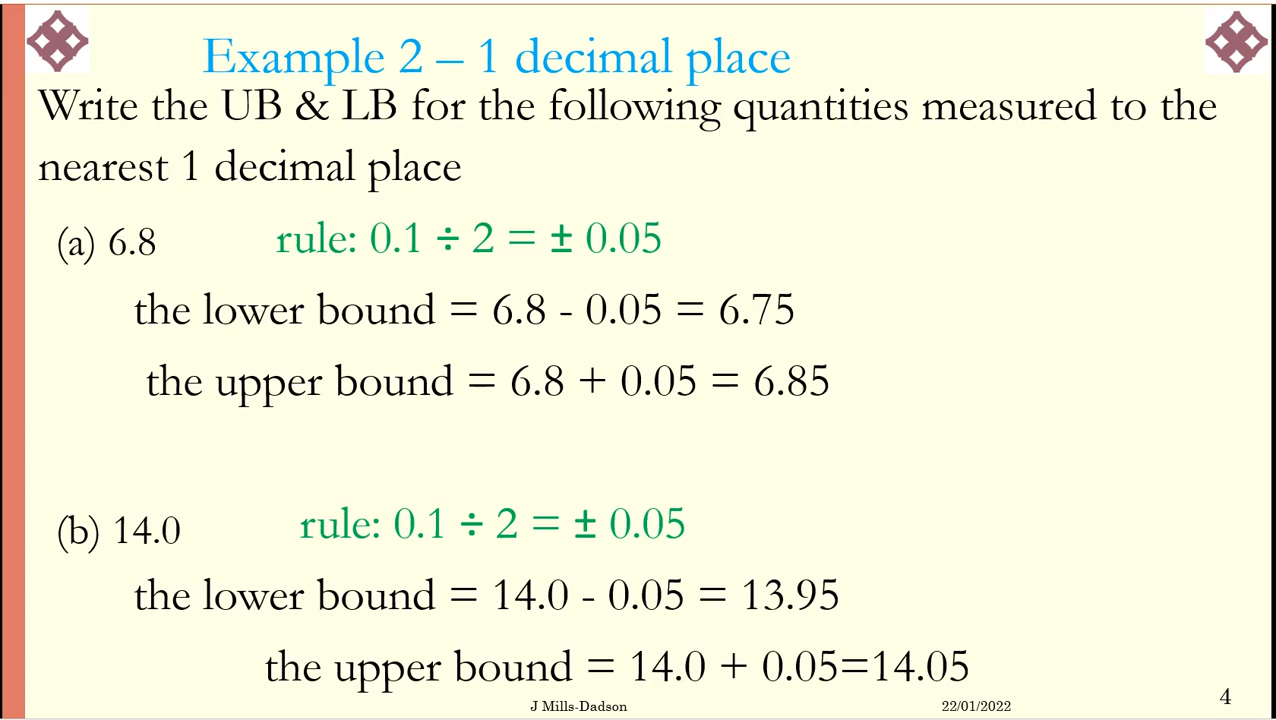 Example 2 – 1 decimal place
Write the UB & LB for the following quantities measured to the
nearest 1 decimal place
(a) 6.8 rule: 0.1 ÷ 2 = ± 0.05
the lower bound = 6.8 - 0.05 = 6.75
the upper bound = 6.8 + 0.05 = 6.85
(b) 14.0 rule: 0.1 ÷ 2 = ± 0.05
the lower bound = 14.0 - 0.05 = 13.95
the upper bound = 14.0 + 0.05=14.05
J Mills-Dadson 22/01/2022 4